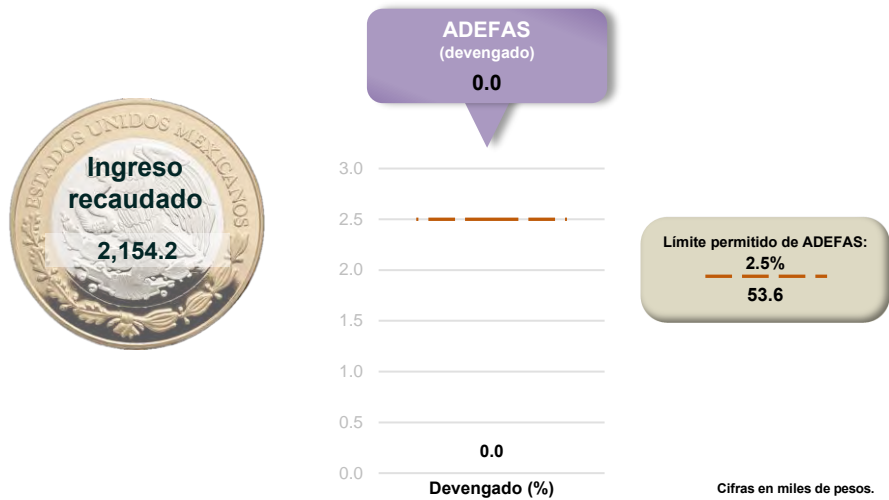 ADEFAS
(devengado)
0.0
ESTADOS UNIDOS MEXICANOS
Ingreso
recaudado
2,154.2
3.0
2.5
2.0
1.5
1.0
0.5
0.0
0.0
Devengado (%)
Límite permitido de ADEFAS:
2.5%
53.6
Cifras en miles de pesos.